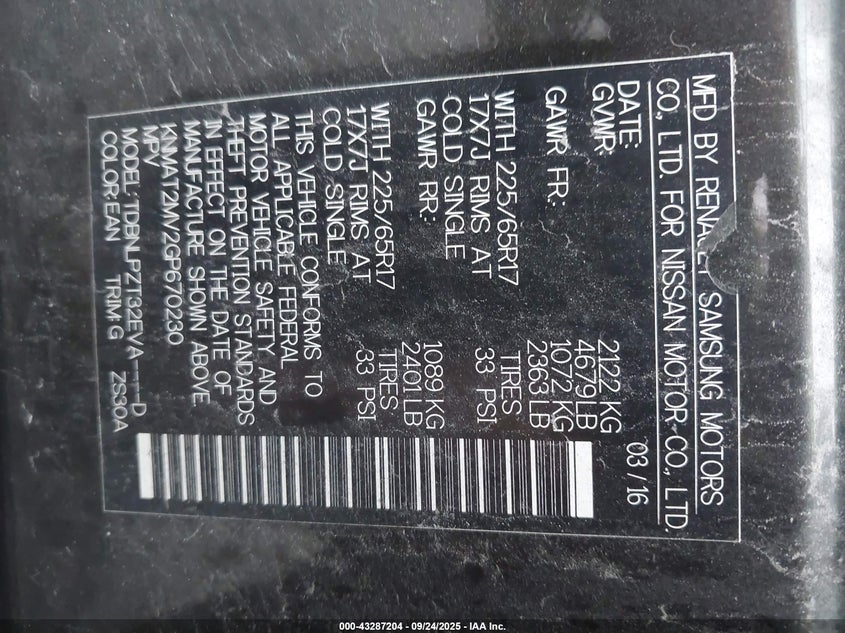 MFD BY RENAULT SAMSUNG MOTORS
CO., LTD. FOR NISSAN MOTOR CO., LTD.
DATE: 03/16
GVWR: 2122 KG
4679 LB
GAWR FR: 1072 KG
2363 LB
WITH 225/65R17 TIRES
17X7J RIMS AT 33 PSI
COLD SINGLE
GAWR RR: 1089 KG
2401 LB
WITH 225/65R17 TIRES
17X7J RIMS AT 33 PSI
COLD SINGLE
THIS VEHICLE CONFORMS TO
ALL APPLICABLE FEDERAL
MOTOR VEHICLE SAFETY AND
THEFT PREVENTION STANDARDS
IN EFFECT ON THE DATE OF
MANUFACTURE SHOWN ABOVE.
KNMAT2MV2GP670230
MPV
MODEL: TDBNLPZT32EVA-----D
COLOR: EAN TRIM: G ZS30A
000-43287204 - 09/24/2025 - IAA Inc.